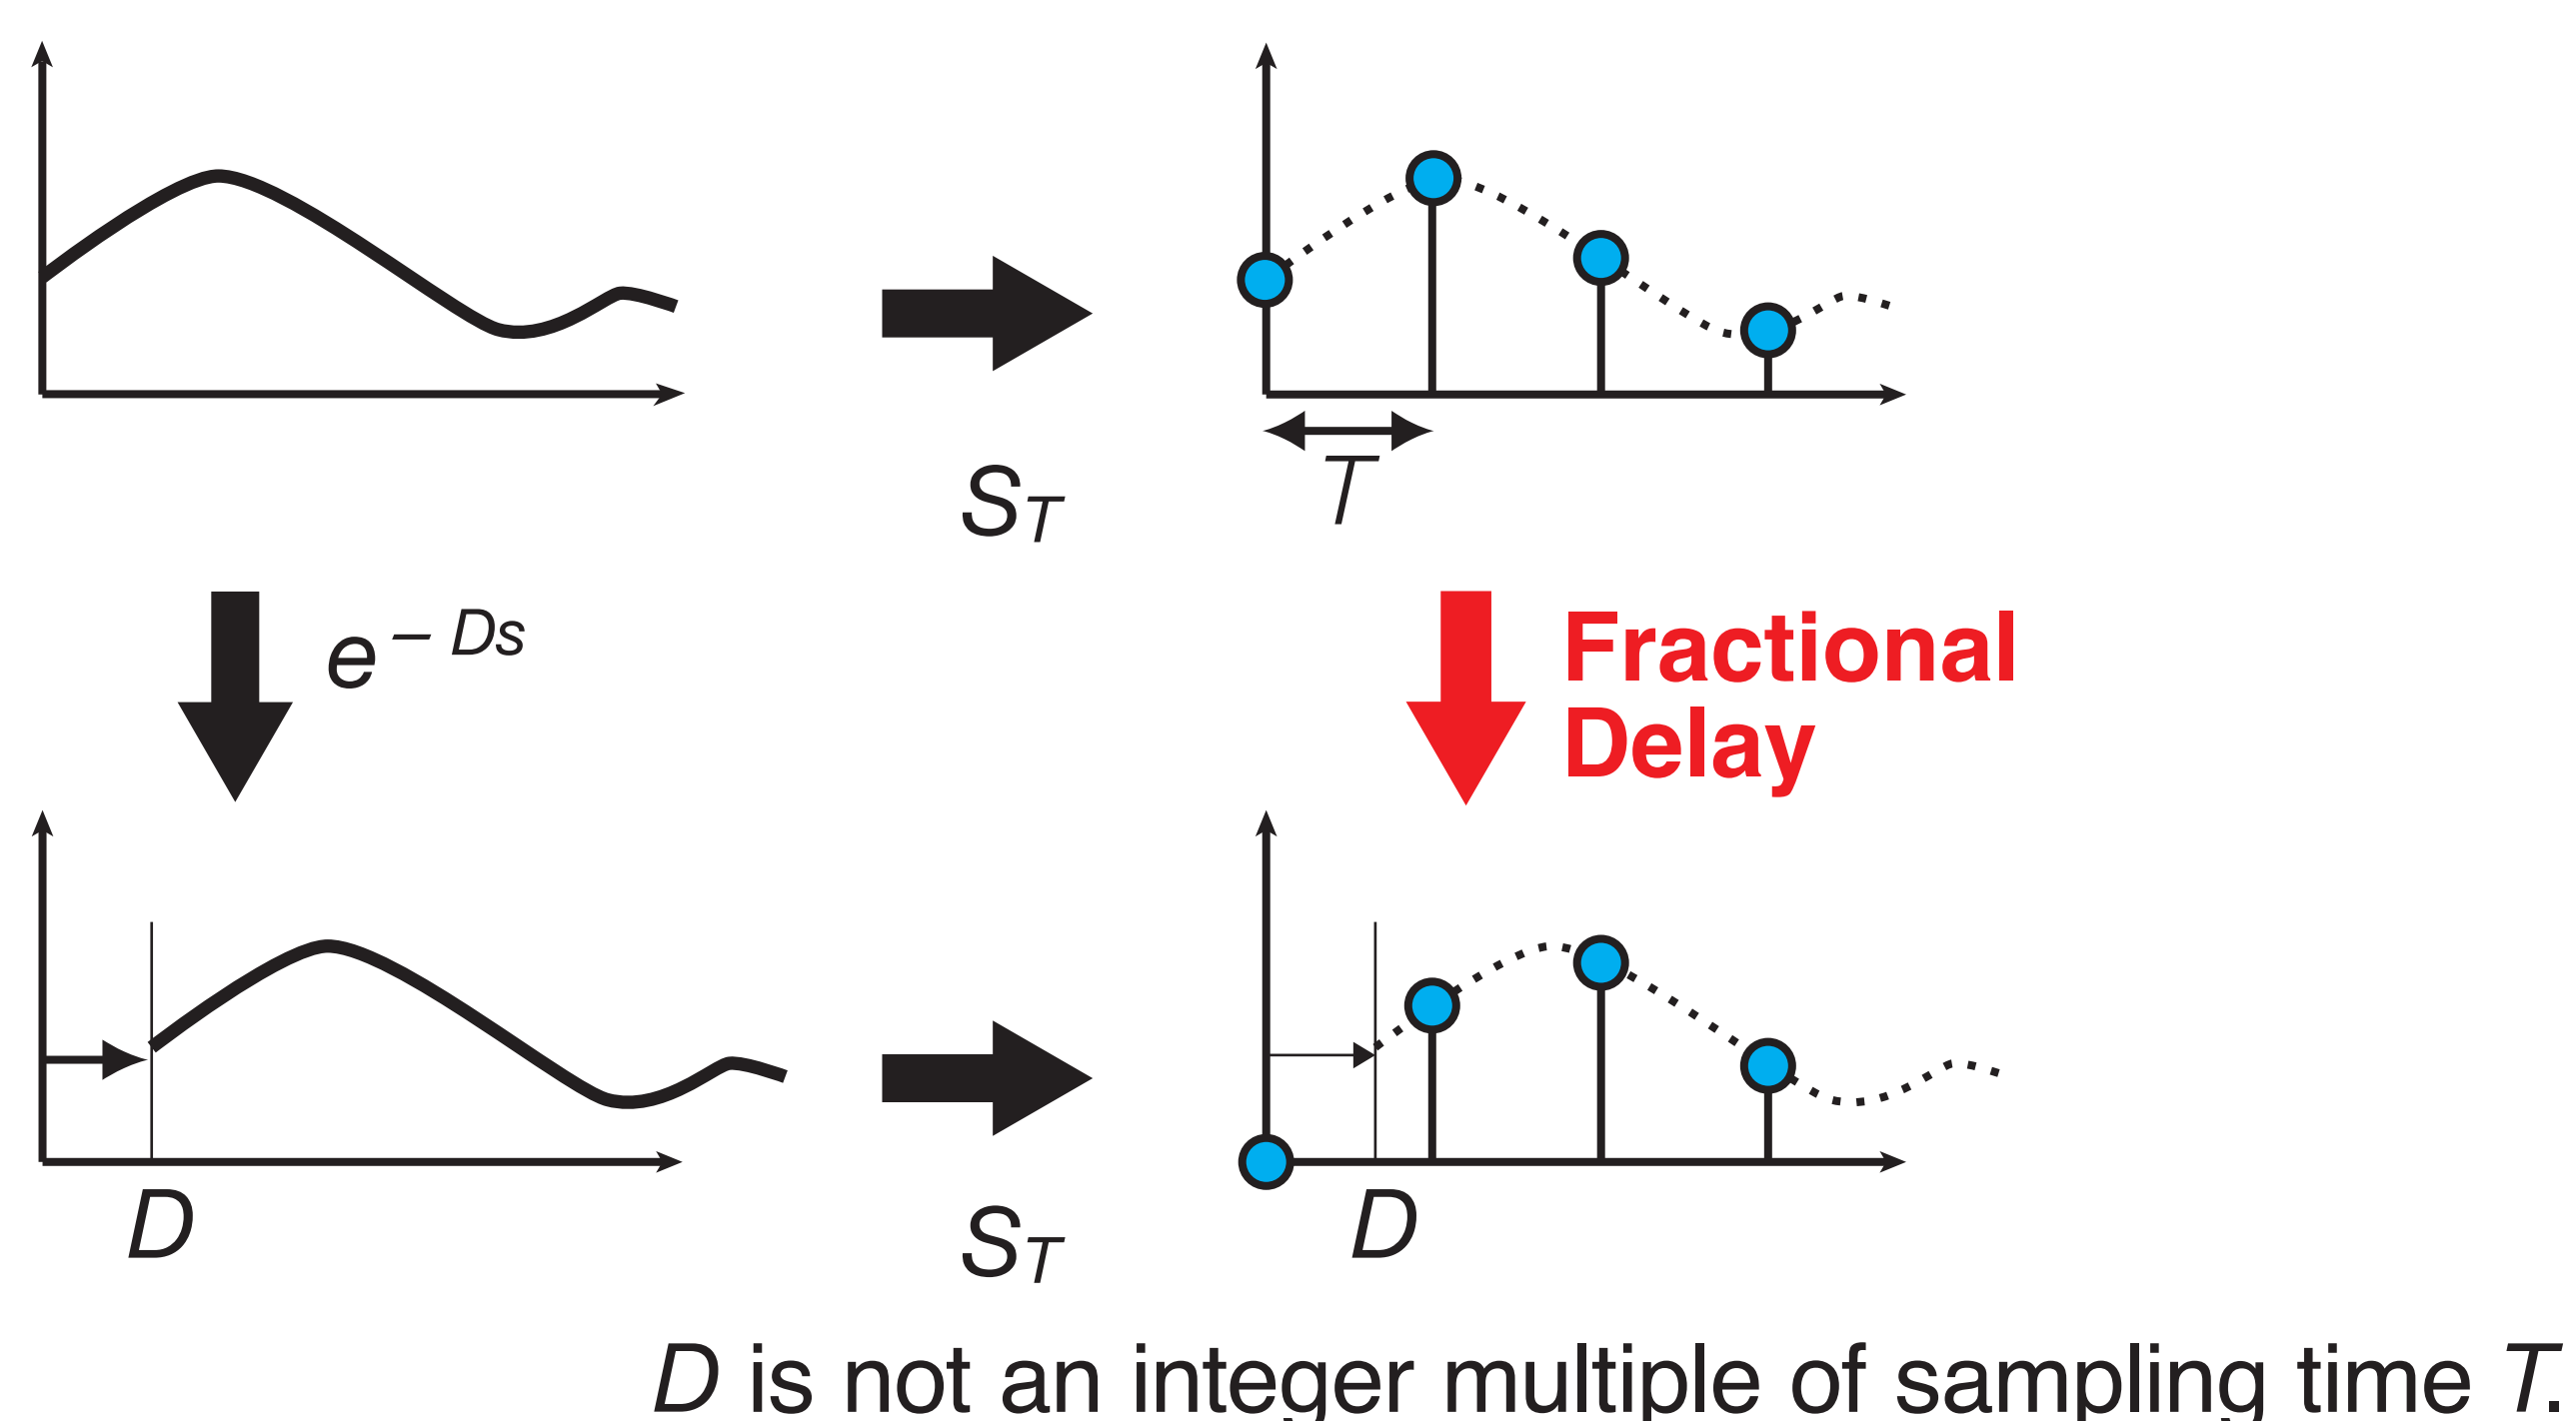 T
S_T
e^{– Ds}
Fractional
Delay
D
D
S_T
D is not an integer multiple of sampling time T.